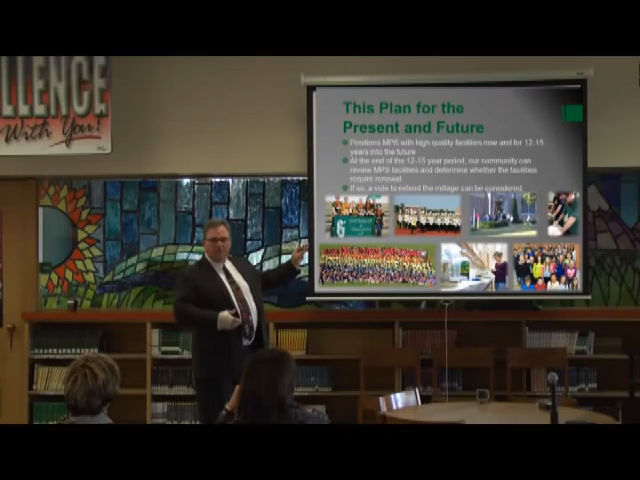 LLENCE
With You!
This Plan for the
Present and Future
Positions MPS with high quality facilities now and for 12-15
years into the future
At the end of the 12-15 year period, our community can
review MPS facilities and determine whether the facilities
require renewal
If so, a vote to extend the millage can be considered